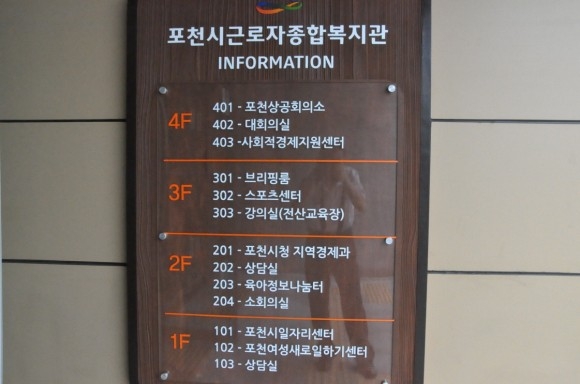 포천시근로자종합복지관
INFORMATION
4F
401 - 포천상공회의소
402 - 대회의실
403 -사회적경제지원센터
3F
301 - 브리핑룸
302 - 스포츠센터
303 - 강의실(전산교육장)
2F
201 - 포천시청 지역경제과
202 - 상담실
203 - 육아정보나눔터
204 - 소회의실
1F
101 - 포천시일자리센터
102 - 포천여성새로일하기센터
103 - 상담실